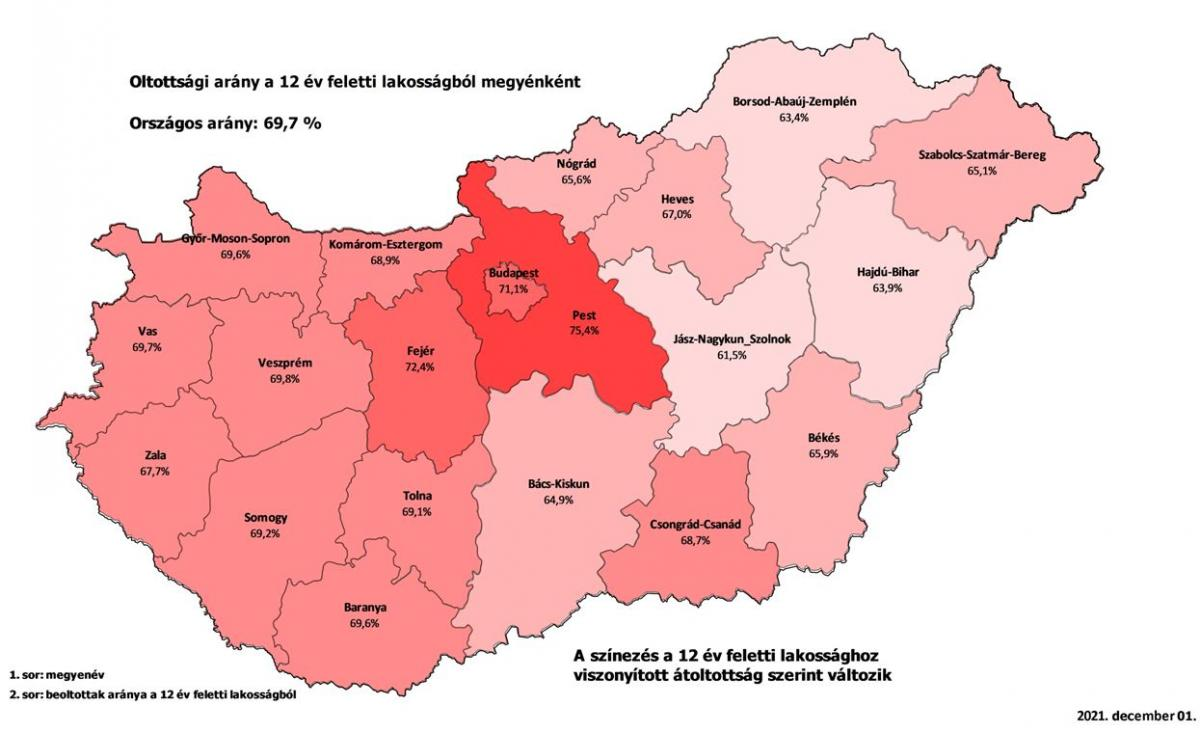 Oltottsági arány a 12 év feletti lakosságból megyénként
Országos arány: 69,7 %
Borsod-Abaúj-Zemplén
63,4%
Szabolcs-Szatmár-Bereg
65,1%
Nógrád
65,6%
Heves
67,0%
Győr-Moson-Sopron
69,6%
Komárom-Esztergom
68,9%
Budapest
71,1%
Hajdú-Bihar
63,9%
Pest
75,4%
Vas
69,7%
Veszprém
69,8%
Fejér
72,4%
Jász-Nagykun_Szolnok
61,5%
Békés
65,9%
Zala
67,7%
Bács-Kiskun
64,9%
Tolna
69,1%
Somogy
69,2%
Csongrád-Csanád
68,7%
Baranya
69,6%
A színezés a 12 év feletti lakossághoz
viszonyított átoltottság szerint változik
1. sor: megyenév
2. sor: beoltottak aránya a 12 év feletti lakosságból
2021. december 01.